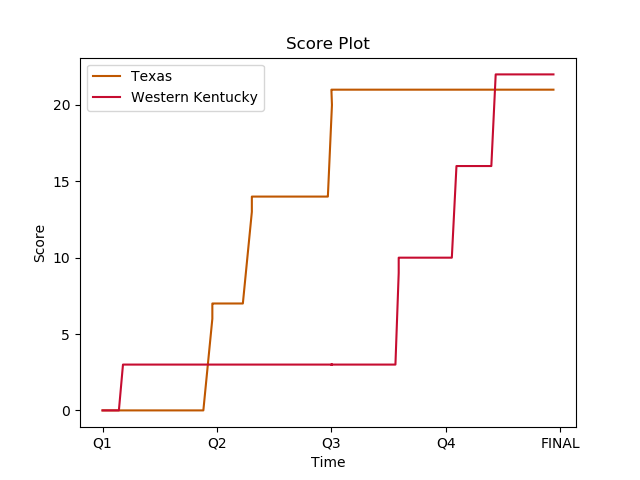 Score Plot
Texas
Western Kentucky
20
15
10
5
0
Score
Q1 Q2 Q3 Q4 FINAL
Time